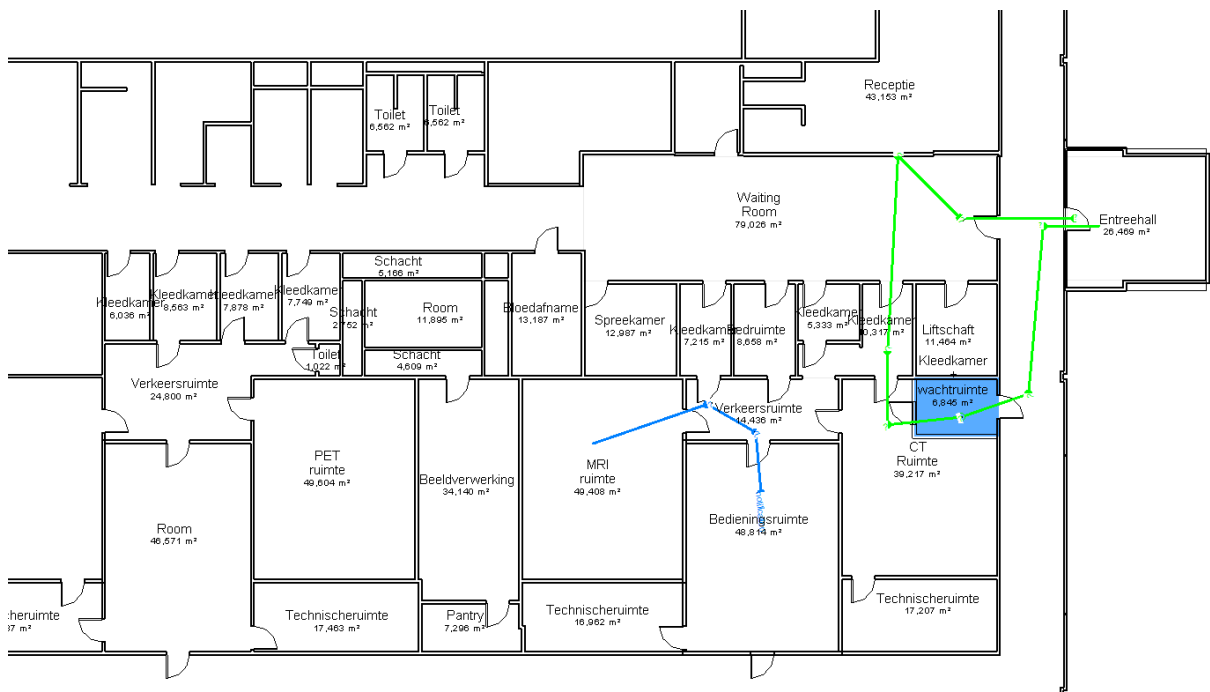 Receptie
43,153 m²
Toilet
6,562 m²
Toilet
6,562 m²
Waiting
Room
79,026 m²
Entreehall
26,469 m²
Schacht
5,166 m²
Kleedkamer
6,036 m²
Kleedkamer
8,563 m²
Kleedkamer
7,878 m²
Kleedkamer
7,749 m²
Schacht
2,752 m²
Room
11,895 m²
Bloedafname
13,187 m²
Spreekamer
12,987 m²
Kleedkamer
7,215 m²
Bedruimte
8,658 m²
Kleedkamer
5,333 m²
Kleedkamer
10,317 m²
Liftschaft
11,464 m²
Kleedkamer
Toilet
1,022 m²
Schacht
4,609 m²
Verkeersruimte
24,800 m²
wachtruimte
6,845 m²
Verkeersruimte
14,436 m²
PET
ruimte
49,604 m²
Beeldverwerking
34,140 m²
MRI
ruimte
49,408 m²
CT
Ruimte
39,217 m²
Room
46,571 m²
Bedieningsruimte
48,814 m²
Technischeruimte
17,463 m²
Pantry
7,296 m²
Technischeruimte
16,962 m²
Technischeruimte
17,207 m²
cheruimte